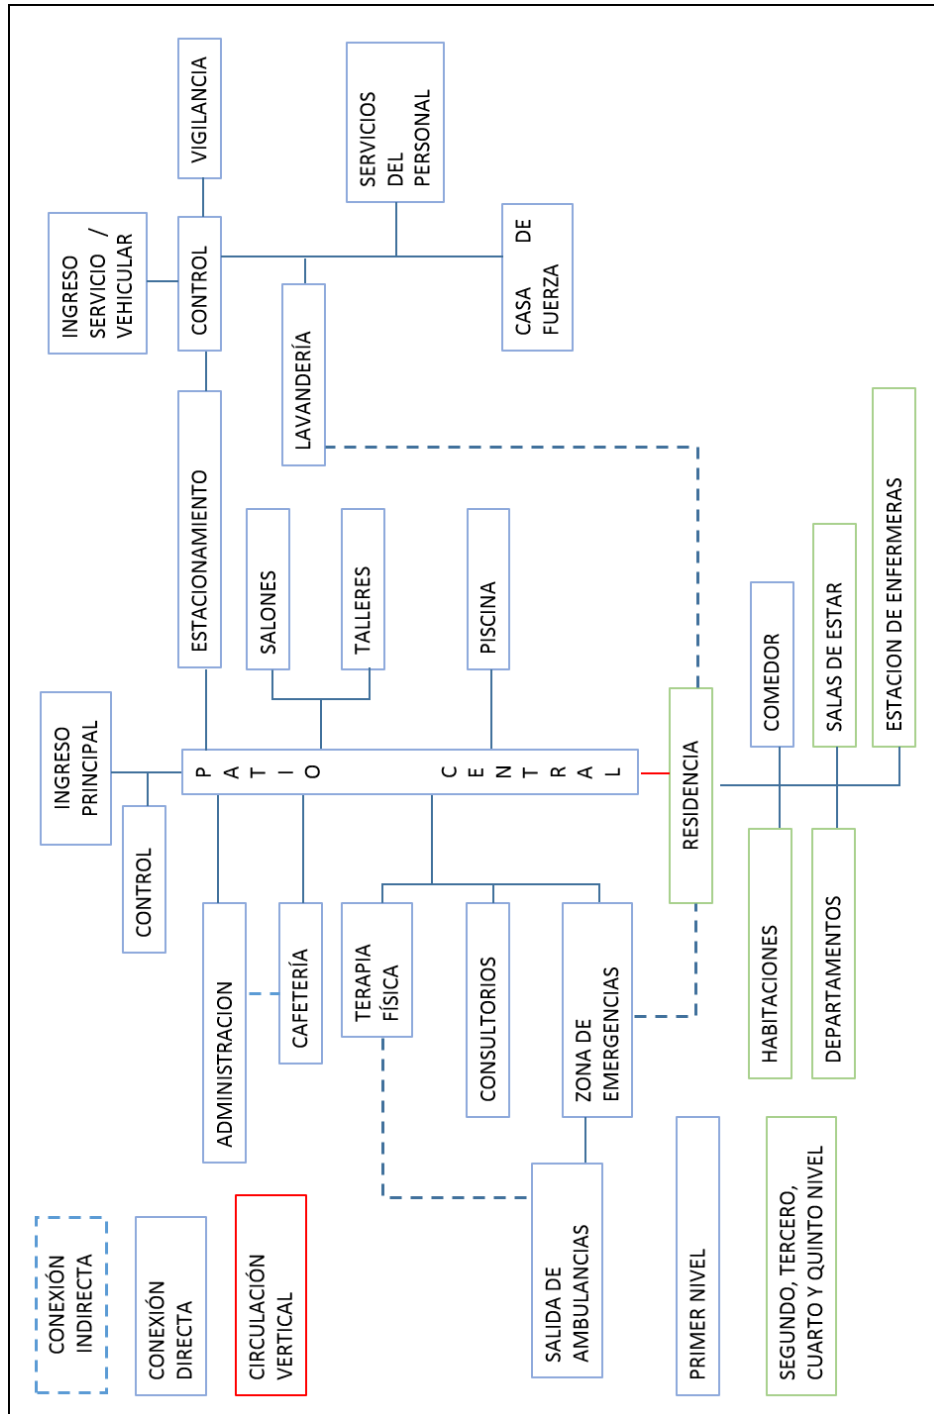 CONEXIÓN
INDIRECTA
CONEXIÓN
DIRECTA
CIRCULACIÓN
VERTICAL
INGRESO
PRINCIPAL
INGRESO
SERVICIO /
VEHICULAR
CONTROL
ADMINISTRACION
ESTACIONAMIENTO
CONTROL
VIGILANCIA
P A T I O C E N T R A L
CAFETERÍA
SALONES
LAVANDERÍA
TERAPIA
FÍSICA
TALLERES
SERVICIOS
DEL
PERSONAL
CONSULTORIOS
PISCINA
CASA DE
FUERZA
SALIDA DE
AMBULANCIAS
ZONA DE
EMERGENCIAS
PRIMER NIVEL
RESIDENCIA
SEGUNDO, TERCERO,
CUARTO Y QUINTO NIVEL
HABITACIONES
COMEDOR
DEPARTAMENTOS
SALAS DE ESTAR
ESTACION DE ENFERMERAS